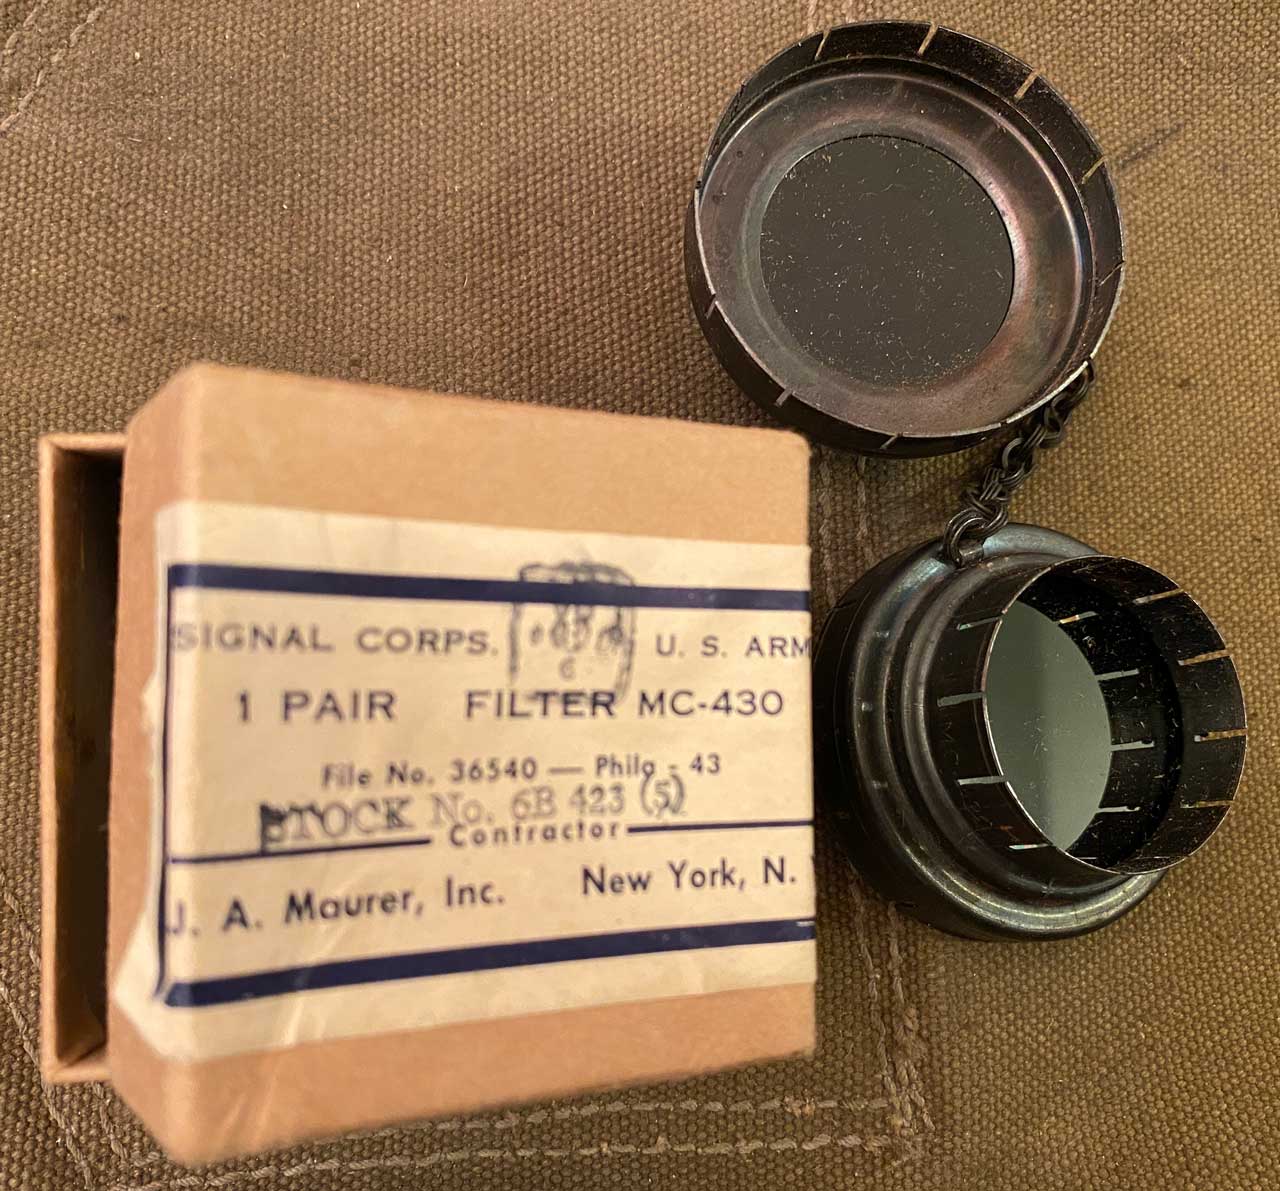 SIGNAL CORPS. U. S. ARM
1 PAIR FILTER MC-430
File No. 36540 — Phila - 43
STOCK No. 6B 423 (5)
Contractor
J. A. Maurer, Inc. New York, N.